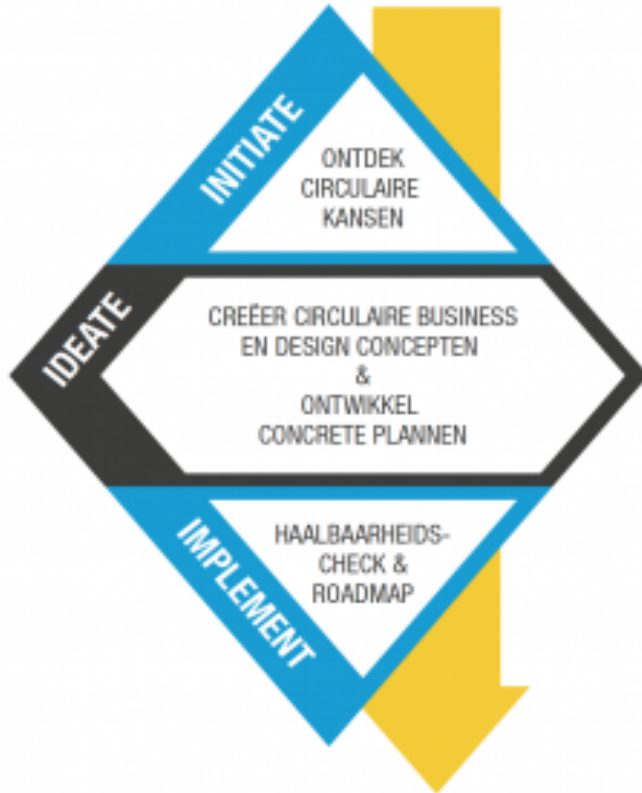 INITIATE
ONTDEK
CIRCULAIRE
KANSEN
IDEATE
CREËER CIRCULAIRE BUSINESS
EN DESIGN CONCEPTEN
&
ONTWIKKEL
CONCRETE PLANNEN
IMPLEMENT
HAALBAARHEIDS-
CHECK &
ROADMAP